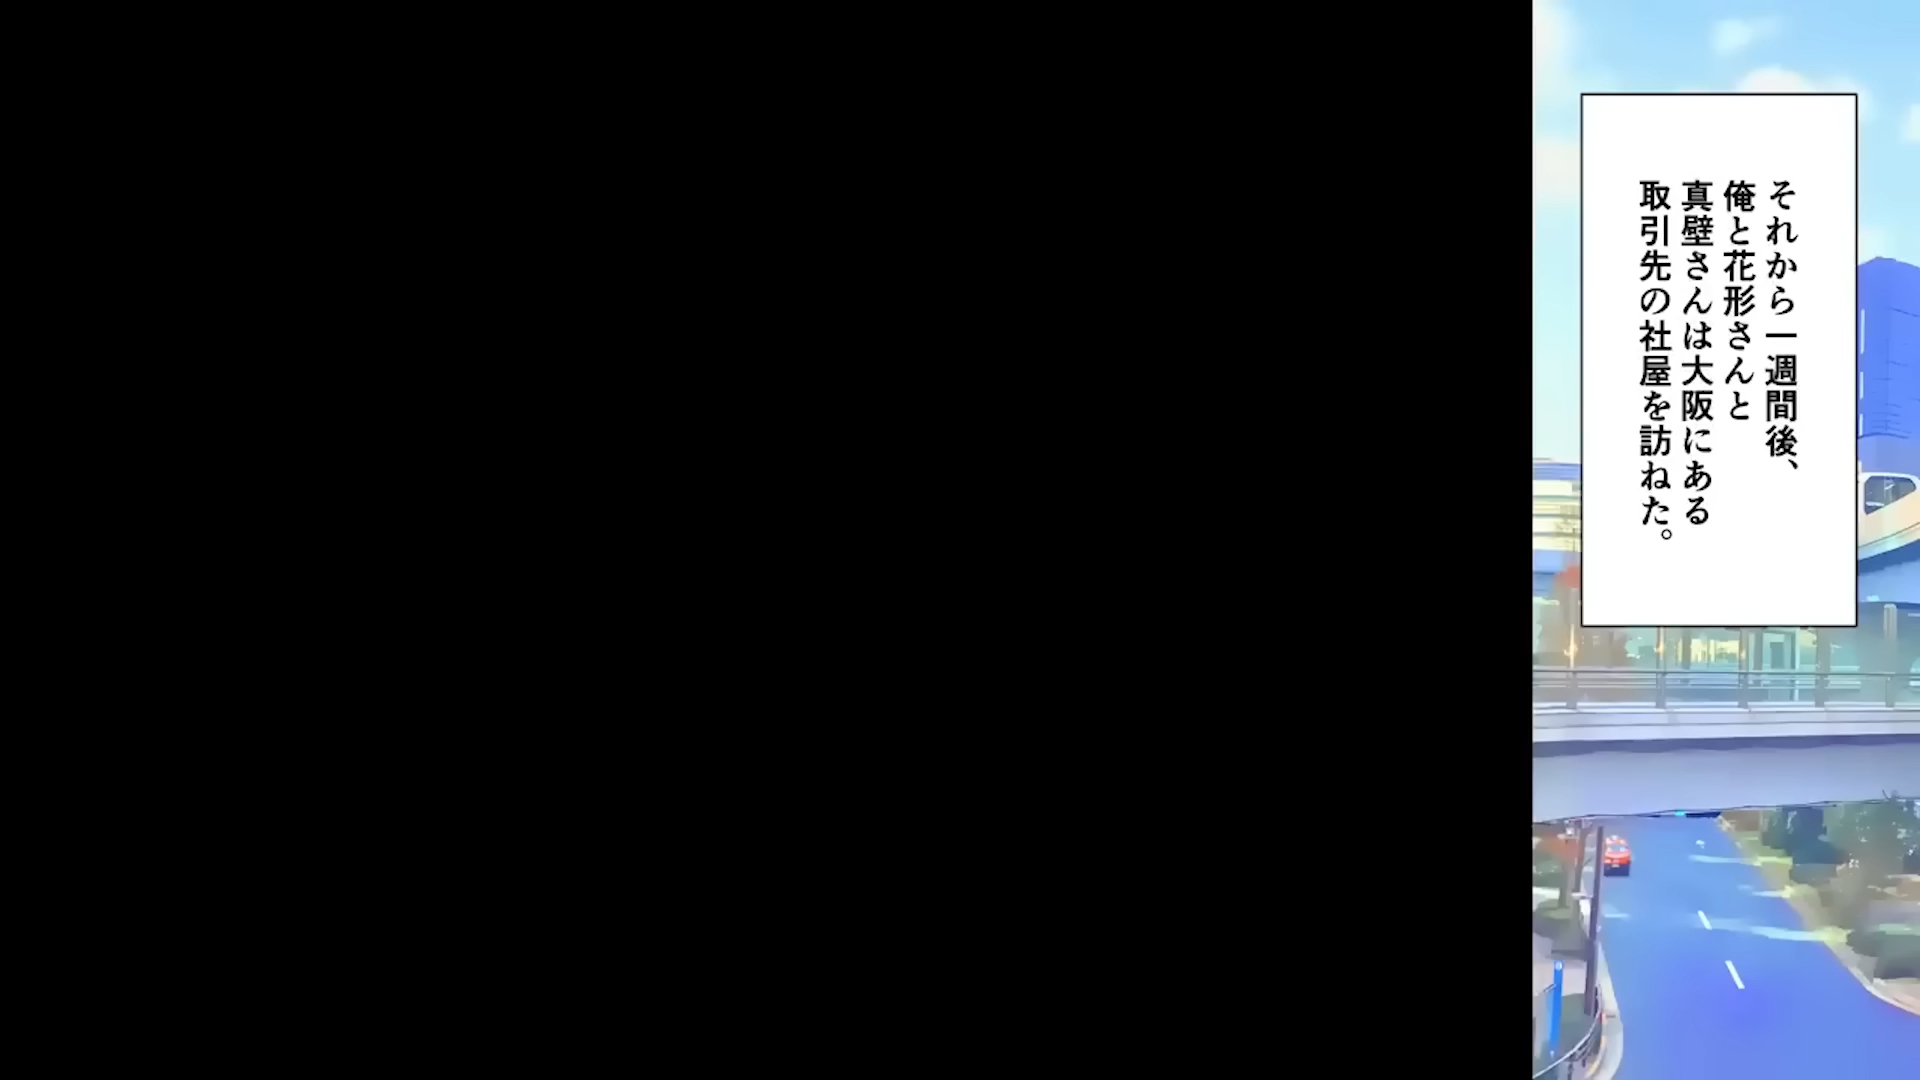 それから一週間後、
俺と花形さんと
真壁さんは大阪にある
取引先の社屋を訪ねた。